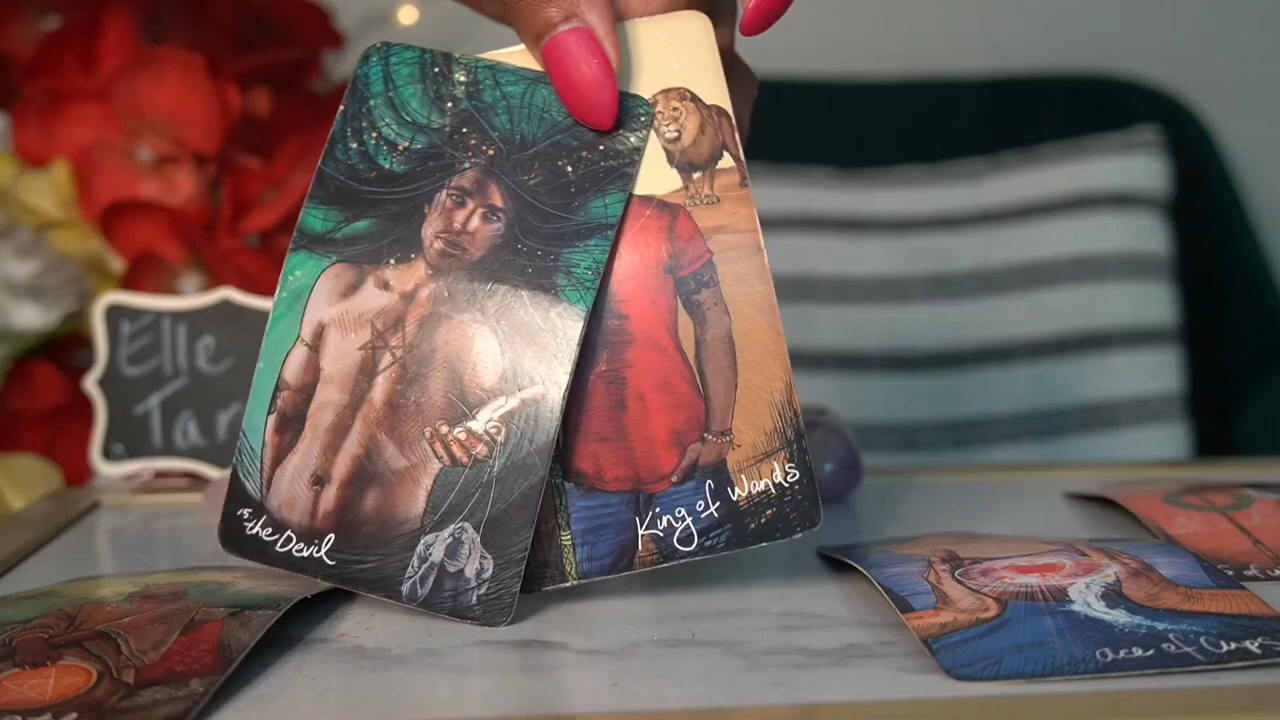 Elle
Tar
15.
the Devil
King of Wands
ace of Cups